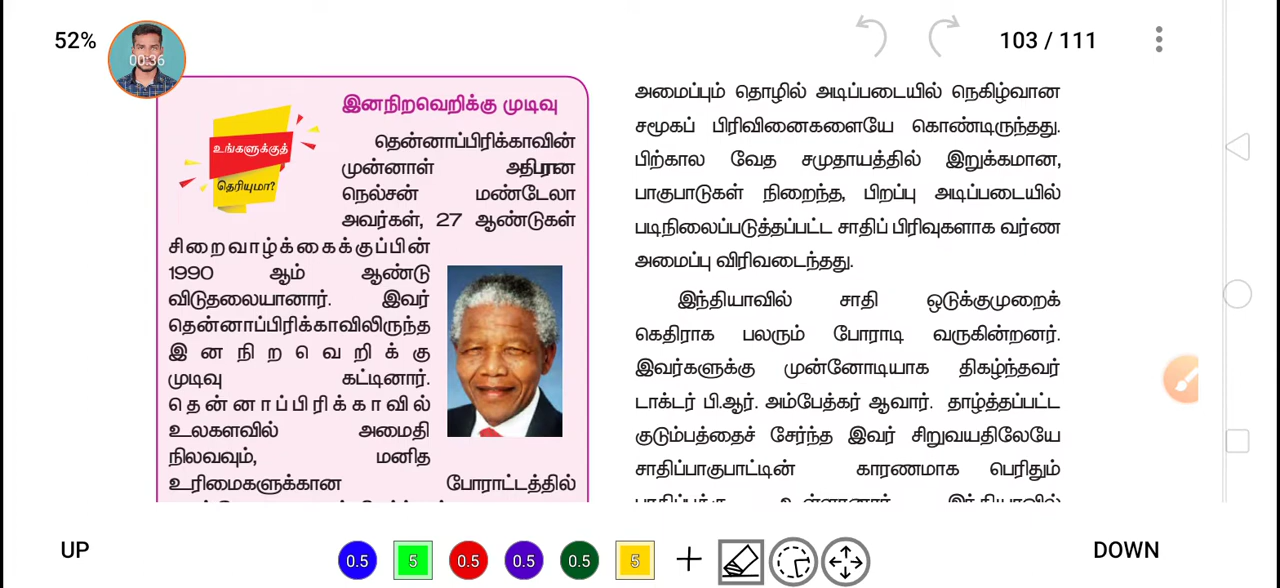 52%
00:36
103 / 111
இனநிறவெறிக்கு முடிவு
உங்களுக்குத்
தெரியுமா?
தென்னாப்பிரிக்காவின்
முன்னாள் அதிபரான
நெல்சன் மண்டேலா
அவர்கள், 27 ஆண்டுகள்
சிறைவாழ்க்கைக்குப்பின்
1990 ஆம் ஆண்டு
விடுதலையானார். இவர்
தென்னாப்பிரிக்காவிலிருந்த
இனநிறவெறிக்கு
முடிவு கட்டினார்.
தென்னாப்பிரிக்காவில்
உலகளவில் அமைதி
நிலவவும், மனித
உரிமைகளுக்கான போராட்டத்தில்
அமைப்பும் தொழில் அடிப்படையில் நெகிழ்வான
சமூகப் பிரிவினைகளையே கொண்டிருந்தது.
பிற்கால வேத சமுதாயத்தில் இறுக்கமான,
பாகுபாடுகள் நிறைந்த, பிறப்பு அடிப்படையில்
படிநிலைப்படுத்தப்பட்ட சாதிப் பிரிவுகளாக வர்ண
அமைப்பு விரிவடைந்தது.
இந்தியாவில் சாதி ஒடுக்குமுறைக்
கெதிராக பலரும் போராடி வருகின்றனர்.
இவர்களுக்கு முன்னோடியாக திகழ்ந்தவர்
டாக்டர் பி.ஆர். அம்பேத்கர் ஆவார். தாழ்த்தப்பட்ட
குடும்பத்தைச் சேர்ந்த இவர் சிறுவயதிலேயே
சாதிப்பாகுபாட்டின் காரணமாக பெரிதும்
UP
0.5 5 0.5 0.5 0.5 5
DOWN